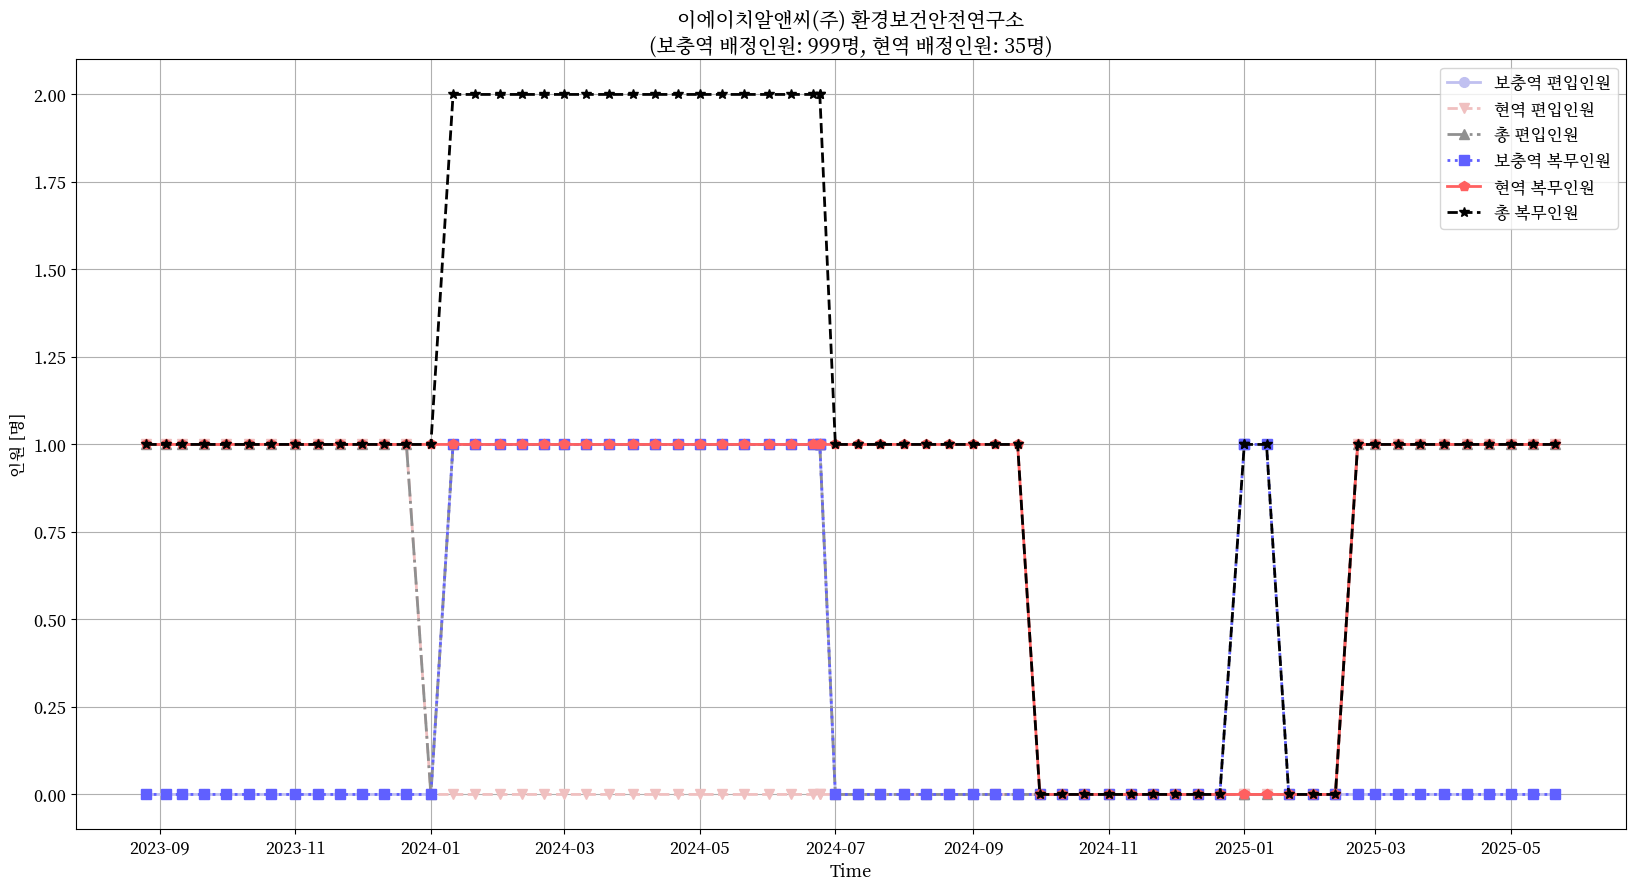 이에이치알앤씨(주) 환경보건안전연구소
(보충역 배정인원: 999명, 현역 배정인원: 35명)
보충역 편입인원
현역 편입인원
총 편입인원
보충역 복무인원
현역 복무인원
총 복무인원
인원 [명]
2.00
1.75
1.50
1.25
1.00
0.75
0.50
0.25
0.00
2023-09
2023-11
2024-01
2024-03
2024-05
2024-07
2024-09
2024-11
2025-01
2025-03
2025-05
Time